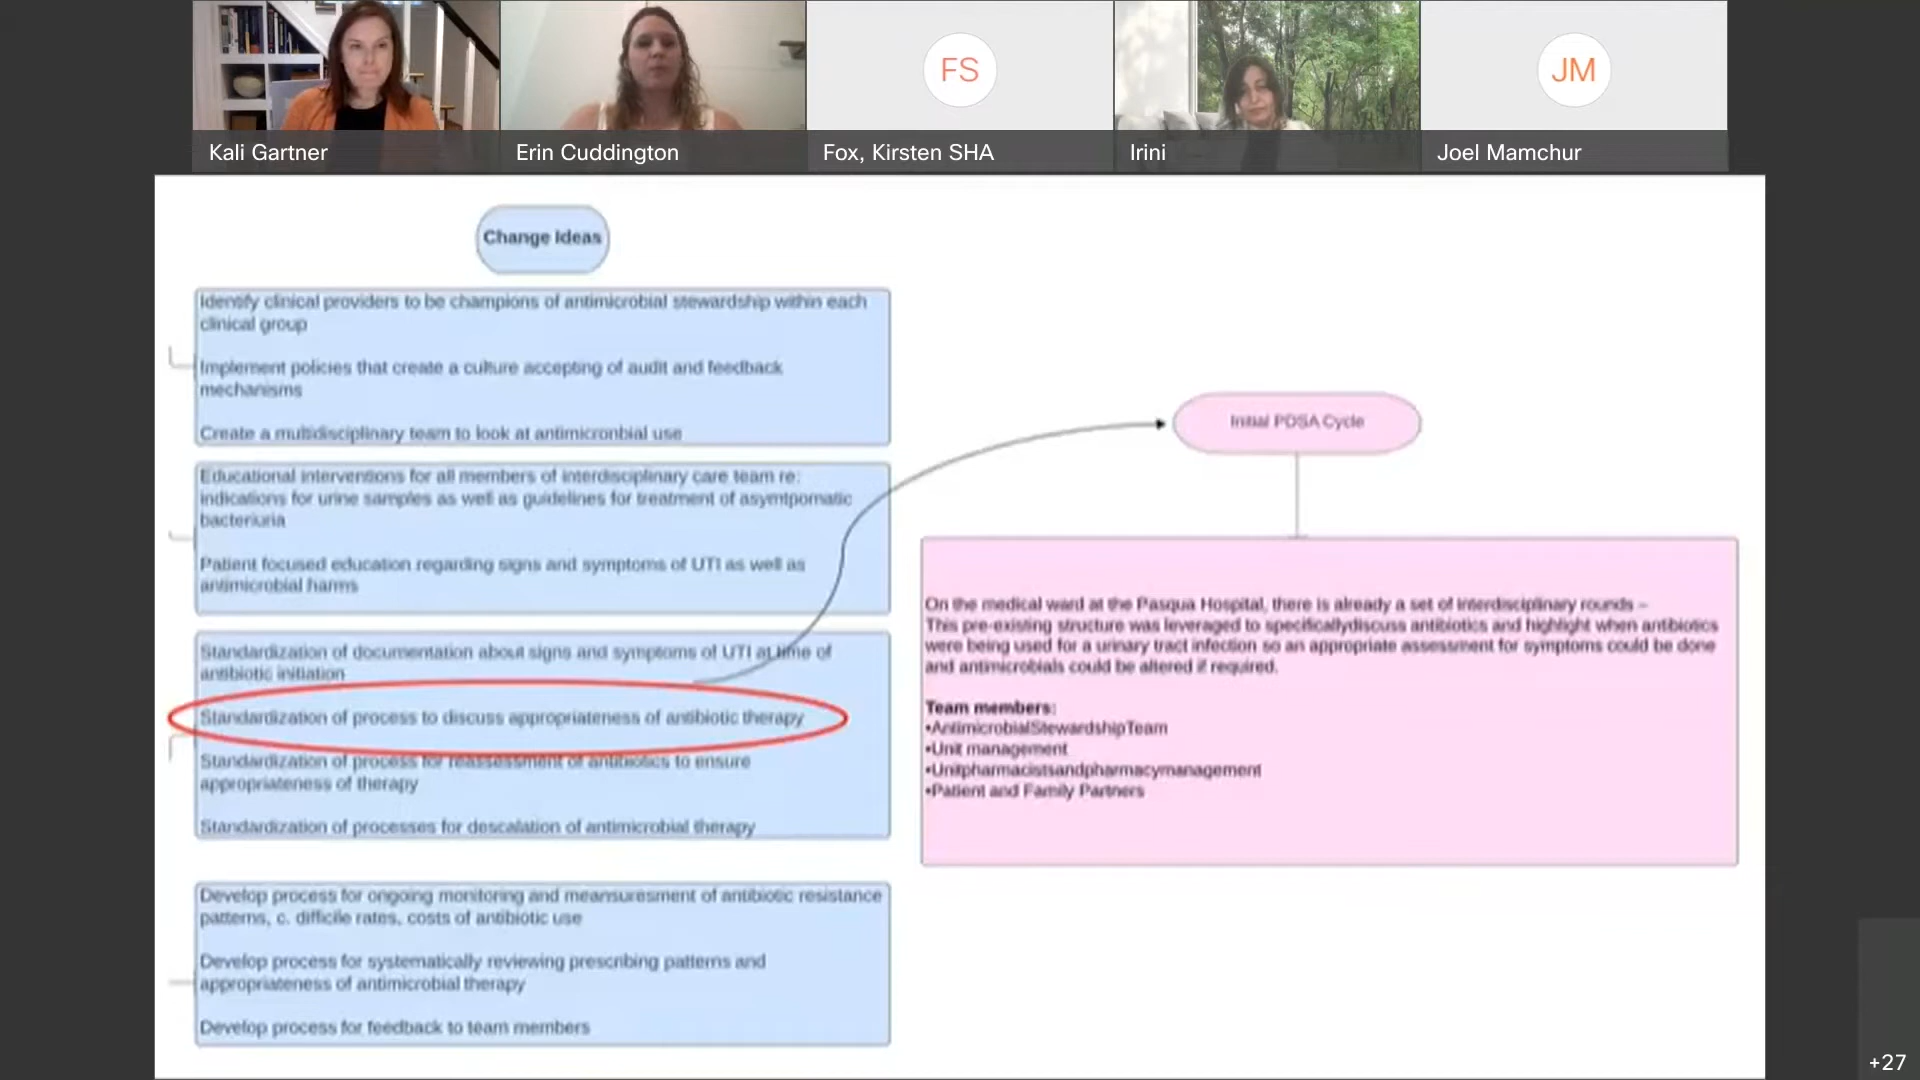 FS
JM
Kali Gartner
Erin Cuddington
Fox, Kirsten SHA
Irini
Joel Mamchur
Change Ideas
Identify clinical providers to be champions of antimicrobial stewardship within each
clinical group
Implement policies that create a culture accepting of audit and feedback
mechanisms
Create a multidisciplinary team to look at antimicronbial use
Educational interventions for all members of interdisciplinary care team re:
indications for urine samples as well as guidelines for treatment of asymtpomatic
bacteriuria
Patient focused education regarding signs and symptoms of UTI as well as
antimicrobial harms
Standardization of documentation about signs and symptoms of UTI at time of
antibiotic initiation
Standardization of process to discuss appropriateness of antibiotic therapy
Standardization of process for reassessment of antibiotics to ensure
appropriateness of therapy
Standardization of processes for descalation of antimicrobial therapy
Develop process for ongoing monitoring and meansuresment of antibiotic resistance
patterns, c. difficile rates, costs of antibiotic use
Develop process for systematically reviewing prescribing patterns and
appropriateness of antimicrobial therapy
Develop process for feedback to team members
Initial PDSA Cycle
On the medical ward at the Pasqua Hospital, there is already a set of interdisciplinary rounds –
This pre-existing structure was leveraged to specificallydiscuss antibiotics and highlight when antibiotics
were being used for a urinary tract infection so an appropriate assessment for symptoms could be done
and antimicrobials could be altered if required.
Team members:
•AntimicrobialStewardshipTeam
•Unit management
•Unitpharmacistsandpharmacymanagement
•Patient and Family Partners
+27